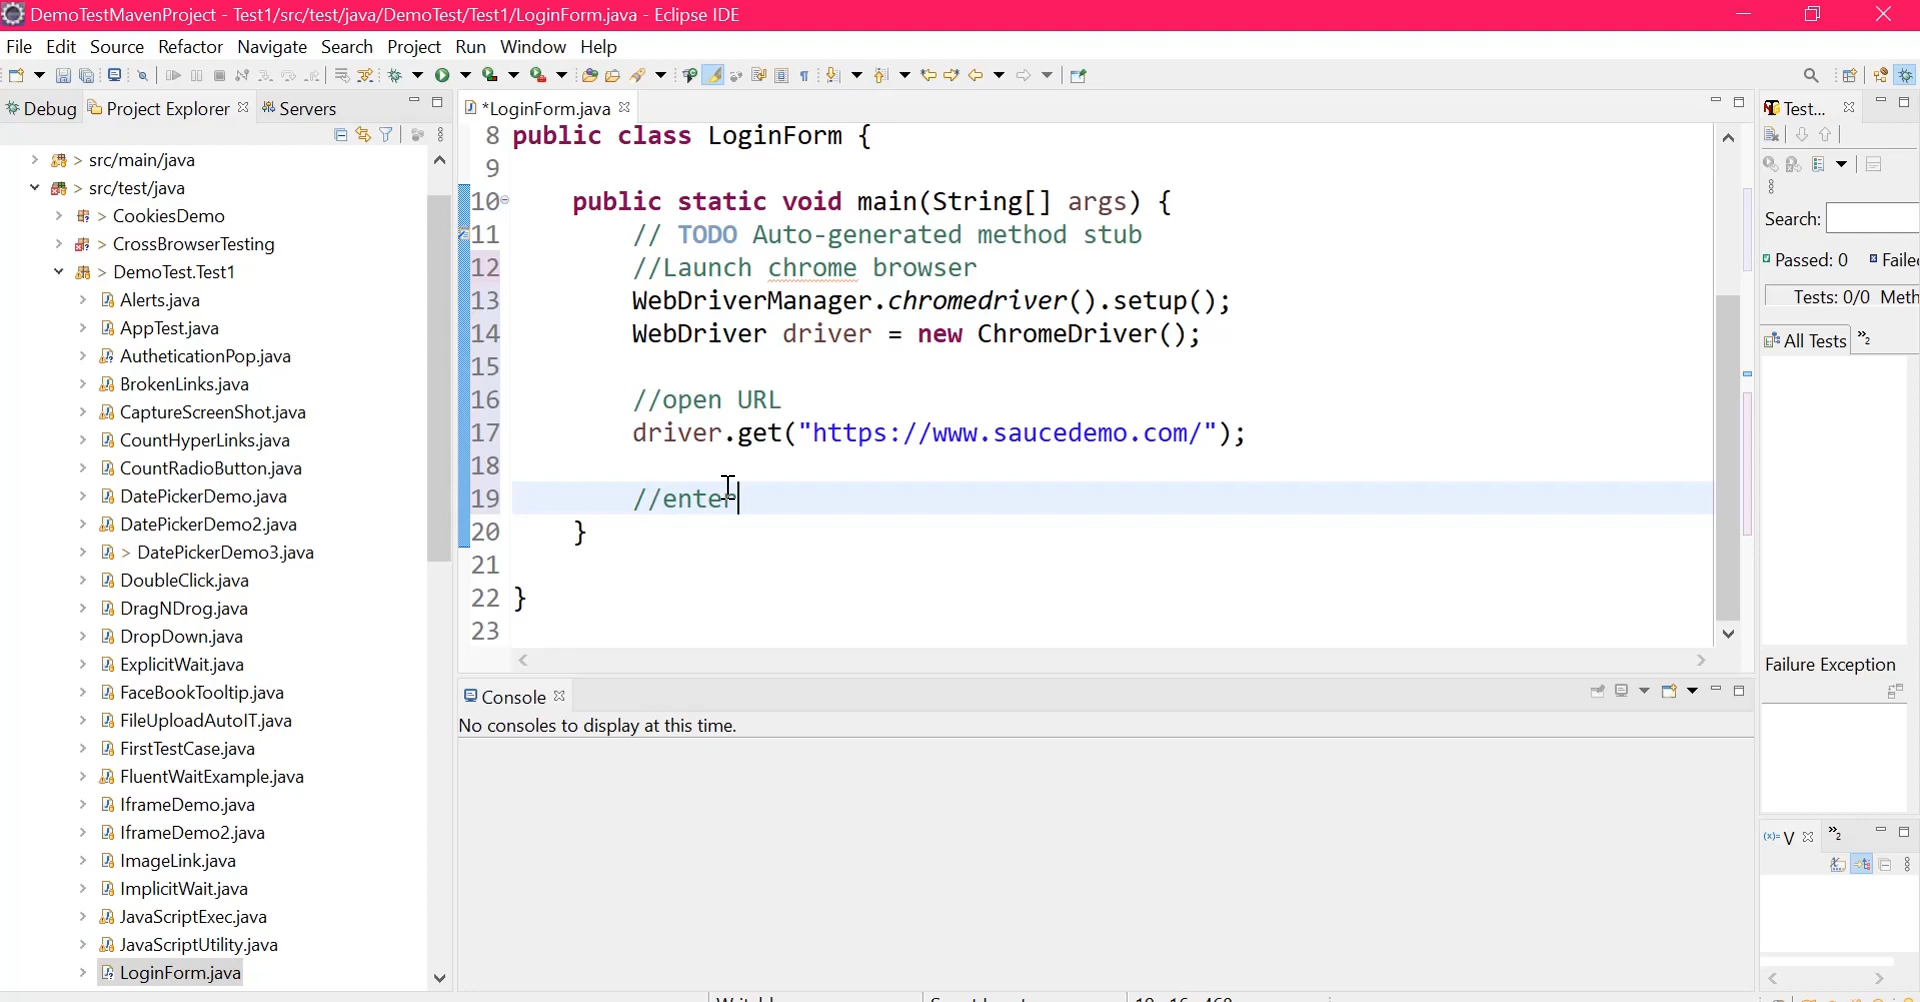 DemoTestMavenProject - Test1/src/test/java/DemoTest/Test1/LoginForm.java - Eclipse IDE
File Edit Source Refactor Navigate Search Project Run Window Help
Debug Project Explorer Servers
> src/main/java
> src/test/java
> CookiesDemo
> CrossBrowserTesting
> DemoTest.Test1
Alerts.java
AppTest.java
AutheticationPop.java
BrokenLinks.java
CaptureScreenShot.java
CountHyperLinks.java
CountRadioButton.java
DatePickerDemo.java
DatePickerDemo2.java
> DatePickerDemo3.java
DoubleClick.java
DragNDrog.java
DropDown.java
ExplicitWait.java
FaceBookTooltip.java
FileUploadAutoIT.java
FirstTestCase.java
FluentWaitExample.java
IframeDemo.java
IframeDemo2.java
ImageLink.java
ImplicitWait.java
JavaScriptExec.java
JavaScriptUtility.java
LoginForm.java
*LoginForm.java
8 public class LoginForm {
9
10 public static void main(String[] args) {
11 // TODO Auto-generated method stub
12 //Launch chrome browser
13 WebDriverManager.chromedriver().setup();
14 WebDriver driver = new ChromeDriver();
15
16 //open URL
17 driver.get("https://www.saucedemo.com/");
18
19 //enter
20 }
21
22 }
23
Console
No consoles to display at this time.
Test...
Search:
Passed: 0 Failed
Tests: 0/0 Meth
All Tests »2
Failure Exception
(x)= V »2